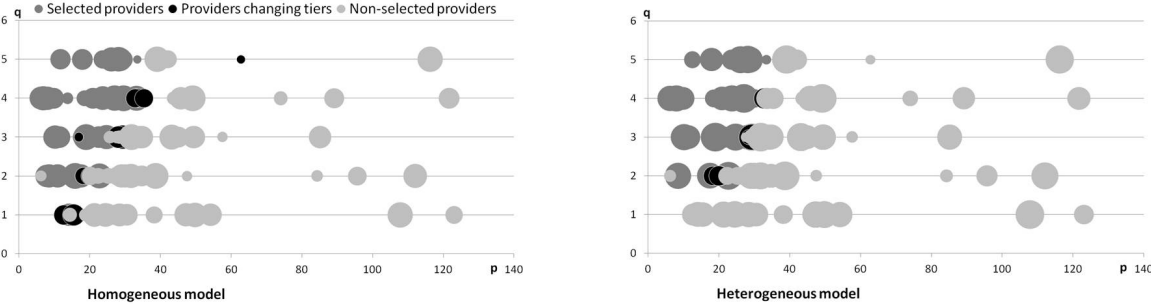 q
Selected providers Providers changing tiers Non-selected providers
6
5
4
3
2
1
0
0 20 40 60 80 100 p 120 140
Homogeneous model
q
6
5
4
3
2
1
0
0 20 40 60 80 100 120 p 140
Heterogeneous model